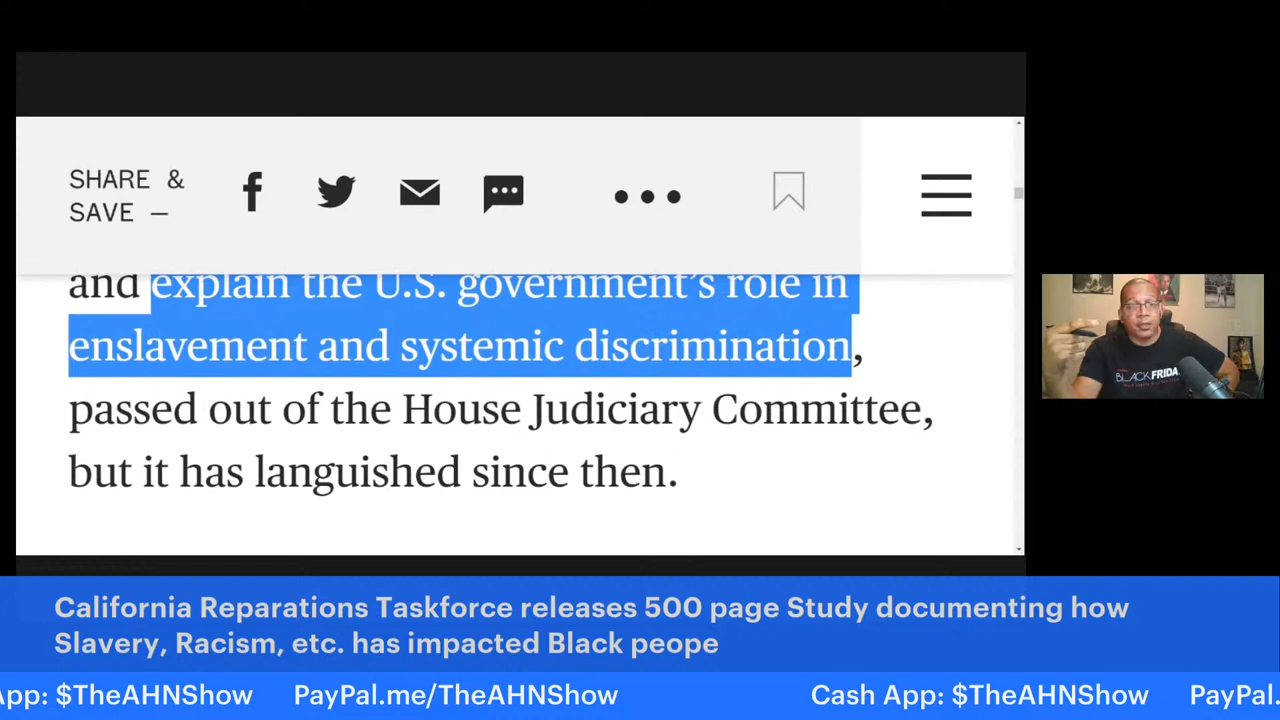 SHARE &
SAVE —
and explain the U.S. government's role in
enslavement and systemic discrimination,
passed out of the House Judiciary Committee,
but it has languished since then.
BLACK FRIDA
California Reparations Taskforce releases 500 page Study documenting how
Slavery, Racism, etc. has impacted Black peope
App: $TheAHNShow PayPal.me/TheAHNShow Cash App: $TheAHNShow PayPal.